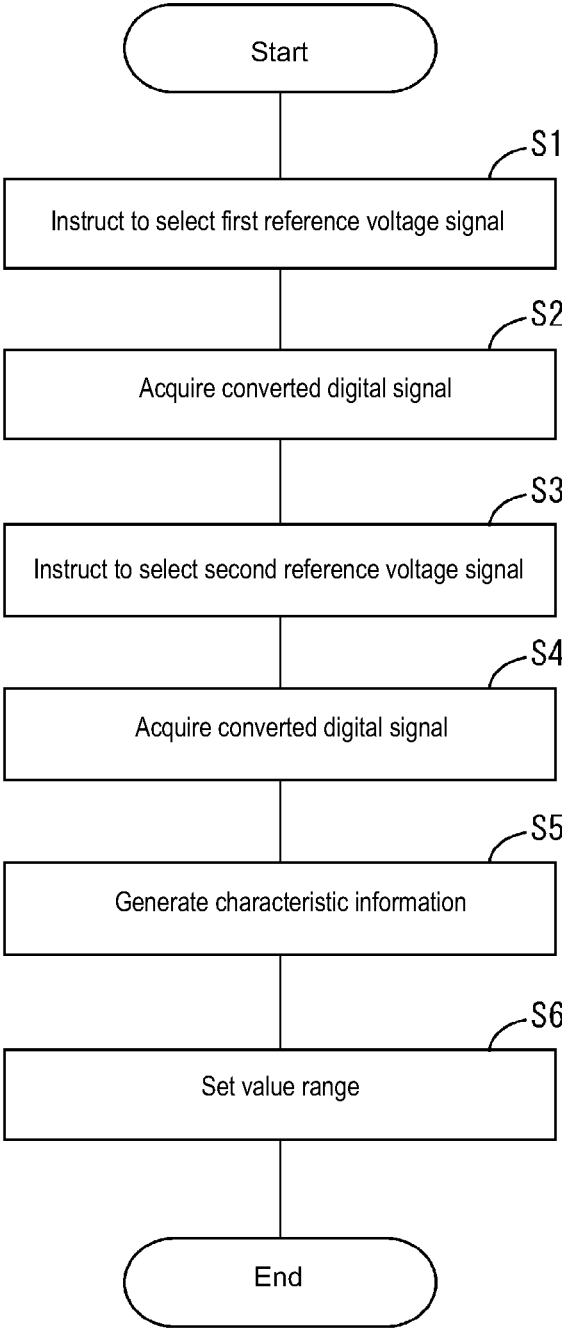 Start
S1
Instruct to select first reference voltage signal
S2
Acquire converted digital signal
S3
Instruct to select second reference voltage signal
S4
Acquire converted digital signal
S5
Generate characteristic information
S6
Set value range
End